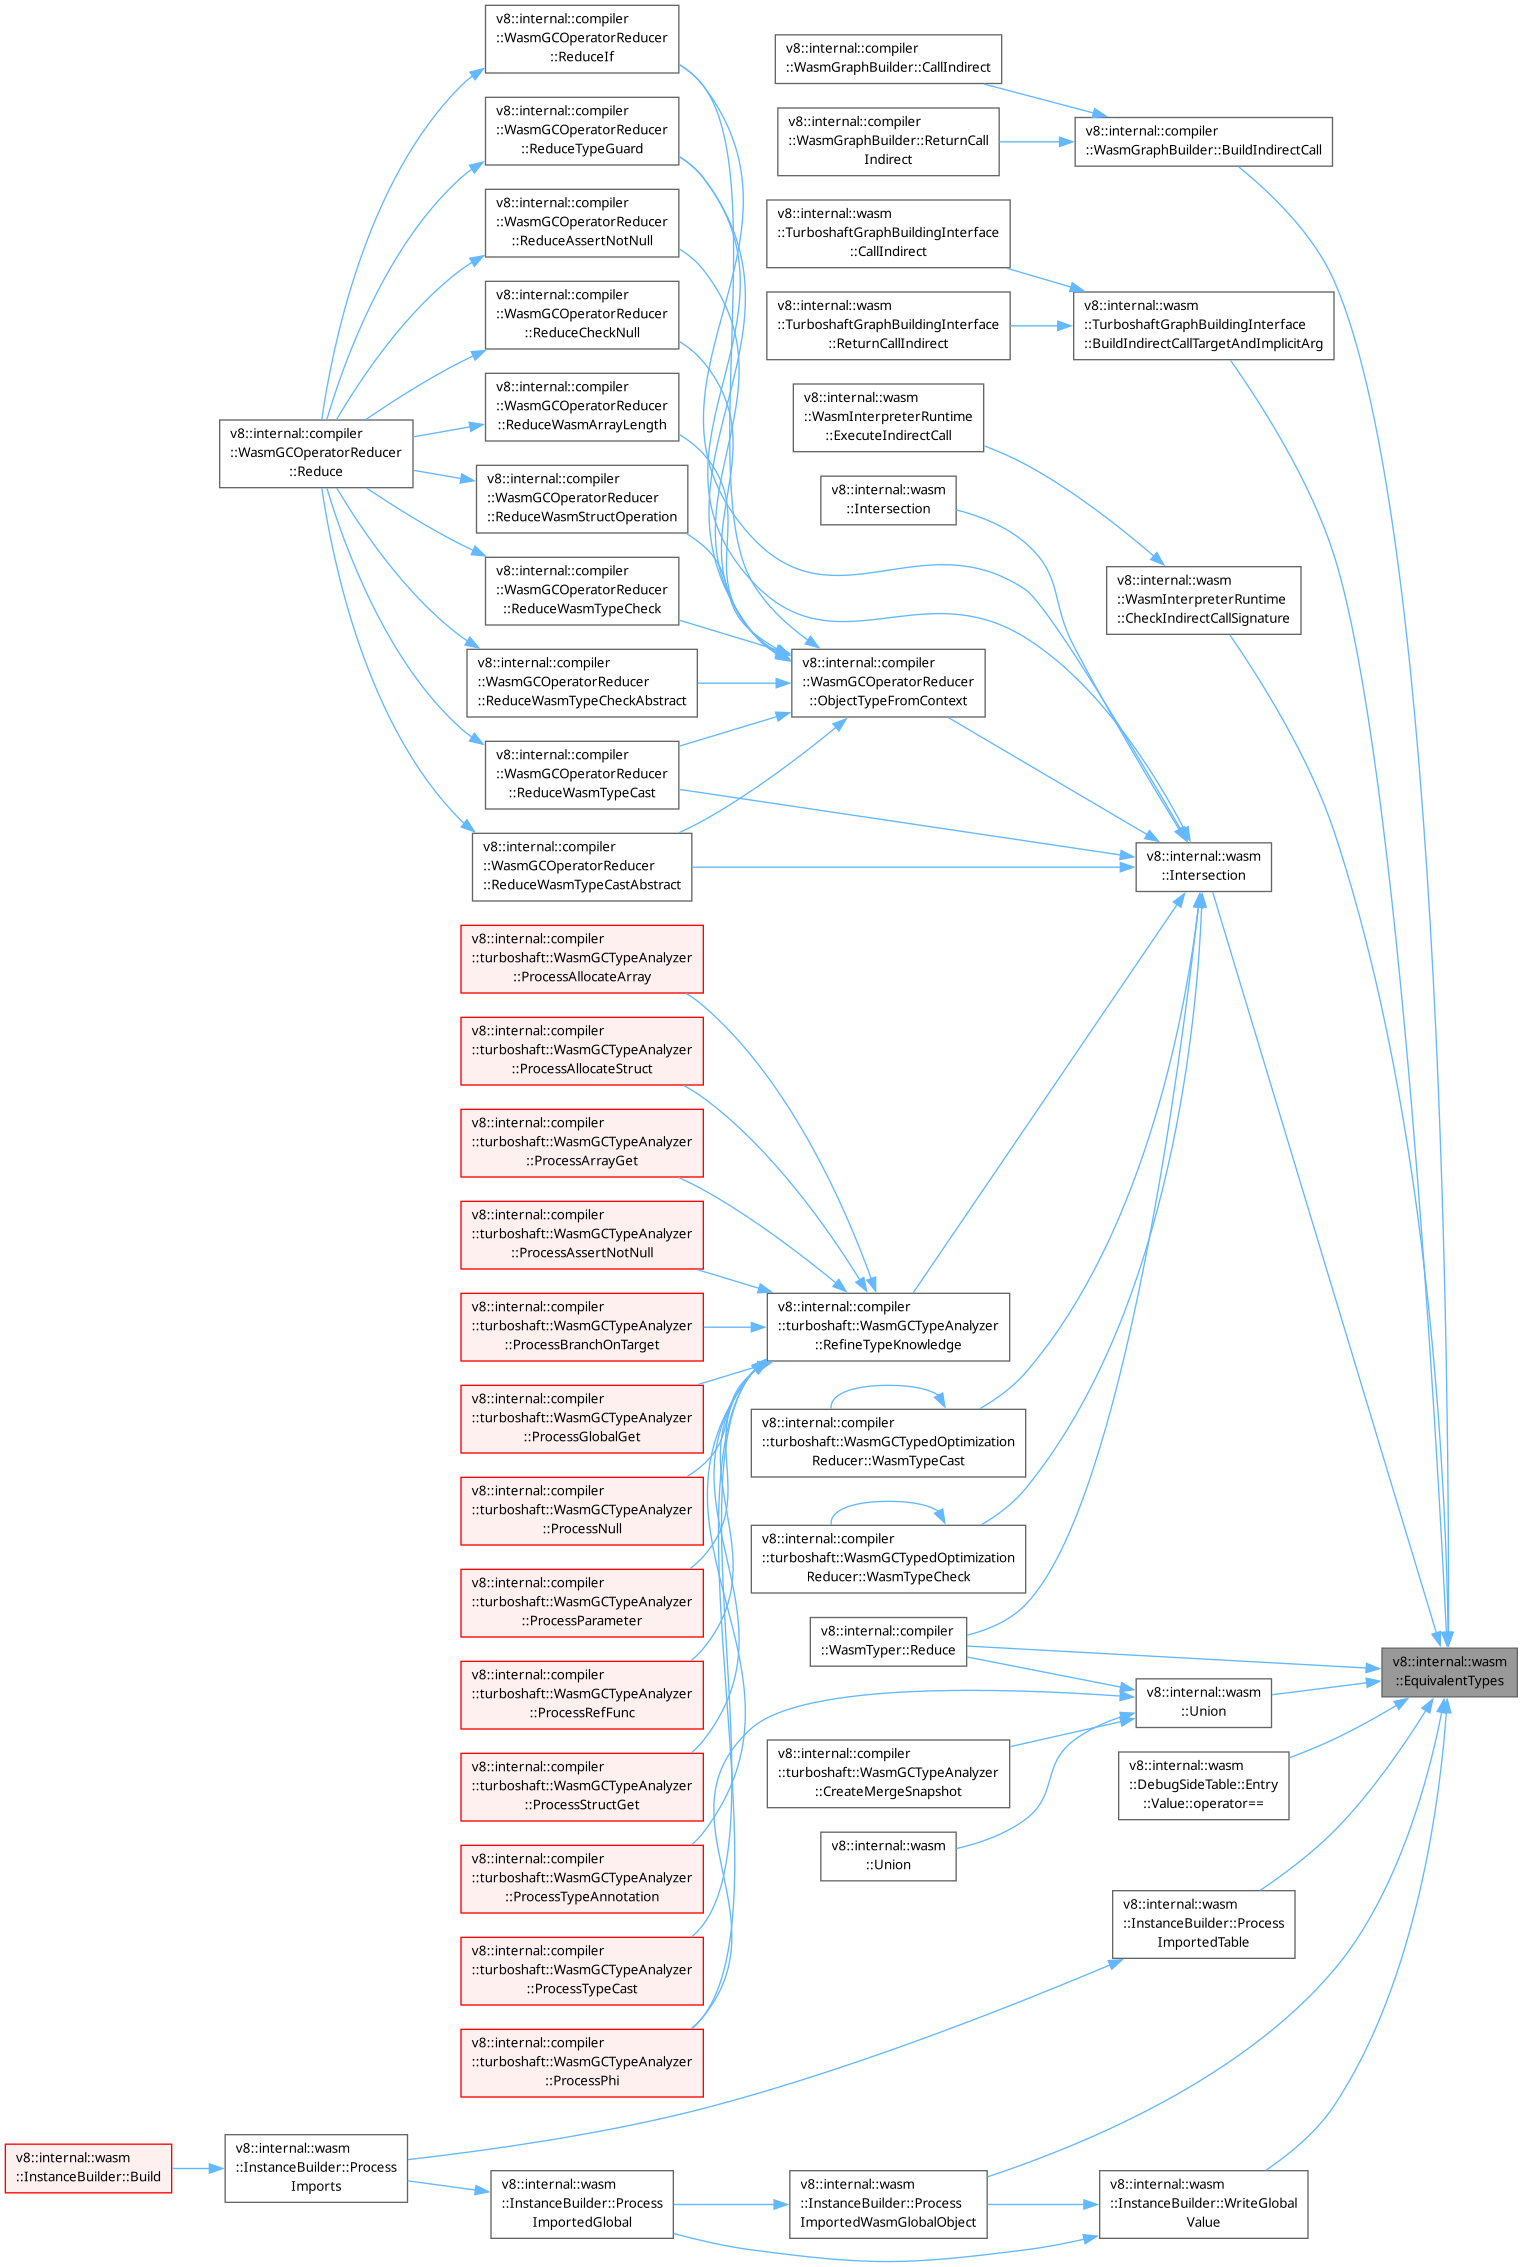 v8::internal::compiler
::WasmGCOperatorReducer
::ReduceIf
v8::internal::compiler
::WasmGCOperatorReducer
::ReduceTypeGuard
v8::internal::compiler
::WasmGCOperatorReducer
::ReduceAssertNotNull
v8::internal::compiler
::WasmGCOperatorReducer
::ReduceCheckNull
v8::internal::compiler
::WasmGCOperatorReducer
::ReduceWasmArrayLength
v8::internal::compiler
::WasmGCOperatorReducer
::Reduce
v8::internal::compiler
::WasmGCOperatorReducer
::ReduceWasmStructOperation
v8::internal::compiler
::WasmGCOperatorReducer
::ReduceWasmTypeCheck
v8::internal::compiler
::WasmGCOperatorReducer
::ReduceWasmTypeCheckAbstract
v8::internal::compiler
::WasmGCOperatorReducer
::ReduceWasmTypeCast
v8::internal::compiler
::WasmGCOperatorReducer
::ReduceWasmTypeCastAbstract
v8::internal::compiler
::WasmGraphBuilder::CallIndirect
v8::internal::compiler
::WasmGraphBuilder::ReturnCall
Indirect
v8::internal::compiler
::WasmGraphBuilder::BuildIndirectCall
v8::internal::wasm
::TurboshaftGraphBuildingInterface
::CallIndirect
v8::internal::wasm
::TurboshaftGraphBuildingInterface
::ReturnCallIndirect
v8::internal::wasm
::TurboshaftGraphBuildingInterface
::BuildIndirectCallTargetAndImplicitArg
v8::internal::wasm
::WasmInterpreterRuntime
::ExecuteIndirectCall
v8::internal::wasm
::Intersection
v8::internal::wasm
::WasmInterpreterRuntime
::CheckIndirectCallSignature
v8::internal::compiler
::WasmGCOperatorReducer
::ObjectTypeFromContext
v8::internal::wasm
::Intersection
v8::internal::compiler
::turboshaft::WasmGCTypeAnalyzer
::ProcessAllocateArray
v8::internal::compiler
::turboshaft::WasmGCTypeAnalyzer
::ProcessAllocateStruct
v8::internal::compiler
::turboshaft::WasmGCTypeAnalyzer
::ProcessArrayGet
v8::internal::compiler
::turboshaft::WasmGCTypeAnalyzer
::ProcessAssertNotNull
v8::internal::compiler
::turboshaft::WasmGCTypeAnalyzer
::ProcessBranchOnTarget
v8::internal::compiler
::turboshaft::WasmGCTypeAnalyzer
::ProcessGlobalGet
v8::internal::compiler
::turboshaft::WasmGCTypeAnalyzer
::ProcessNull
v8::internal::compiler
::turboshaft::WasmGCTypeAnalyzer
::ProcessParameter
v8::internal::compiler
::turboshaft::WasmGCTypeAnalyzer
::ProcessRefFunc
v8::internal::compiler
::turboshaft::WasmGCTypeAnalyzer
::ProcessStructGet
v8::internal::compiler
::turboshaft::WasmGCTypeAnalyzer
::ProcessTypeAnnotation
v8::internal::compiler
::turboshaft::WasmGCTypeAnalyzer
::ProcessTypeCast
v8::internal::compiler
::turboshaft::WasmGCTypeAnalyzer
::ProcessPhi
v8::internal::compiler
::turboshaft::WasmGCTypeAnalyzer
::RefineTypeKnowledge
v8::internal::compiler
::turboshaft::WasmGCTypedOptimization
Reducer::WasmTypeCast
v8::internal::compiler
::turboshaft::WasmGCTypedOptimization
Reducer::WasmTypeCheck
v8::internal::compiler
::WasmTyper::Reduce
v8::internal::wasm
::EquivalentTypes
v8::internal::wasm
::Union
v8::internal::compiler
::turboshaft::WasmGCTypeAnalyzer
::CreateMergeSnapshot
v8::internal::wasm
::DebugSideTable::Entry
::Value::operator==
v8::internal::wasm
::Union
v8::internal::wasm
::InstanceBuilder::Process
ImportedTable
v8::internal::wasm
::InstanceBuilder::Build
v8::internal::wasm
::InstanceBuilder::Process
Imports
v8::internal::wasm
::InstanceBuilder::Process
ImportedGlobal
v8::internal::wasm
::InstanceBuilder::Process
ImportedWasmGlobalObject
v8::internal::wasm
::InstanceBuilder::WriteGlobal
Value